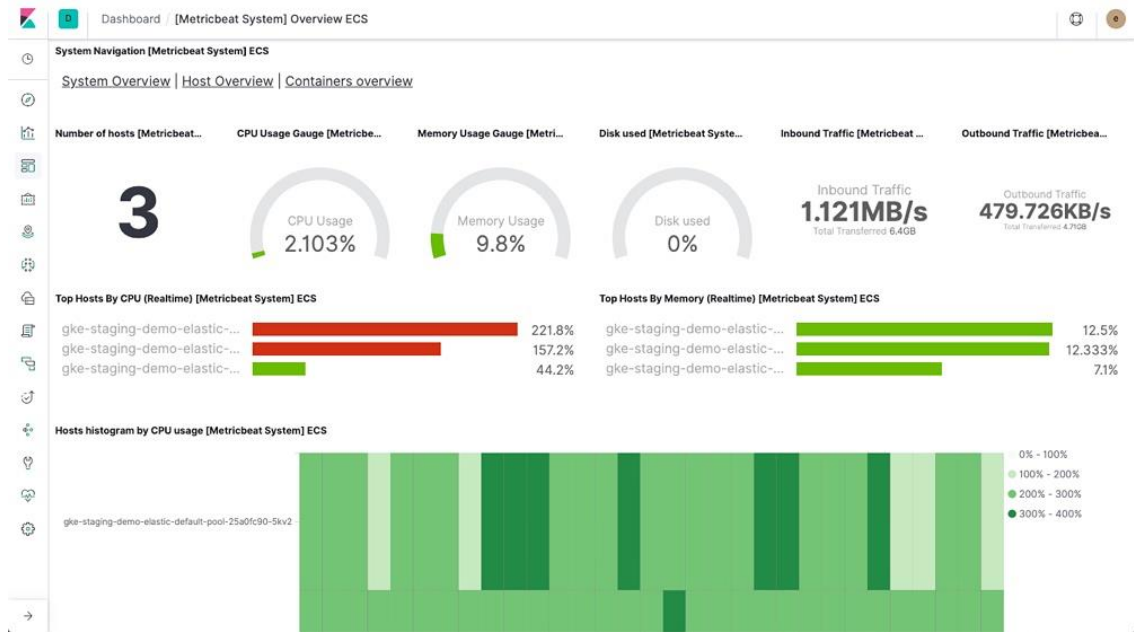 D
Dashboard / [Metricbeat System] Overview ECS
e
System Navigation [Metricbeat System] ECS
System Overview | Host Overview | Containers overview
Number of hosts [Metricbeat...
3
CPU Usage Gauge [Metricbe...
CPU Usage
2.103%
Memory Usage Gauge [Metri...
Memory Usage
9.8%
Disk used [Metricbeat Syste...
Disk used
0%
Inbound Traffic [Metricbeat ...
Inbound Traffic
1.121MB/s
Total Transferred 6.4GB
Outbound Traffic [Metricbea...
Outbound Traffic
479.726KB/s
Total Transferred 4.71GB
Top Hosts By CPU (Realtime) [Metricbeat System] ECS
gke-staging-demo-elastic-... 221.8%
gke-staging-demo-elastic-... 157.2%
gke-staging-demo-elastic-... 44.2%
Top Hosts By Memory (Realtime) [Metricbeat System] ECS
gke-staging-demo-elastic-... 12.5%
gke-staging-demo-elastic-... 12.333%
gke-staging-demo-elastic-... 7.1%
Hosts histogram by CPU usage [Metricbeat System] ECS
gke-staging-demo-elastic-default-pool-25a0fc90-5kv2
0% - 100%
100% - 200%
200% - 300%
300% - 400%